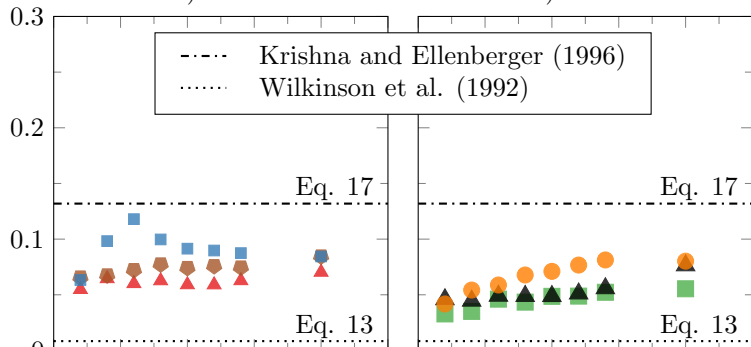 0.3
Krishna and Ellenberger (1996)
Wilkinson et al. (1992)
0.2
Eq. 17
Eq. 17
0.1
Eq. 13
Eq. 13